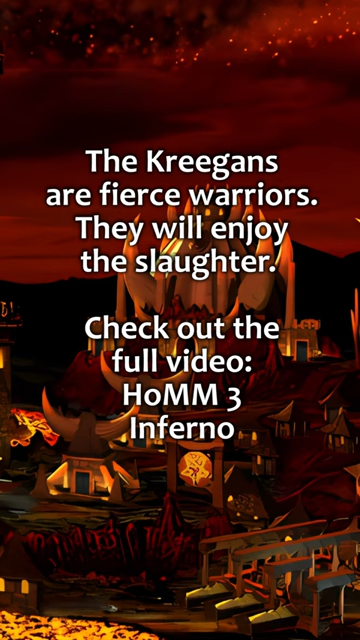 The Kreegans
are fierce warriors.
They will enjoy
the slaughter.
Check out the
full video:
HoMM 3
Inferno